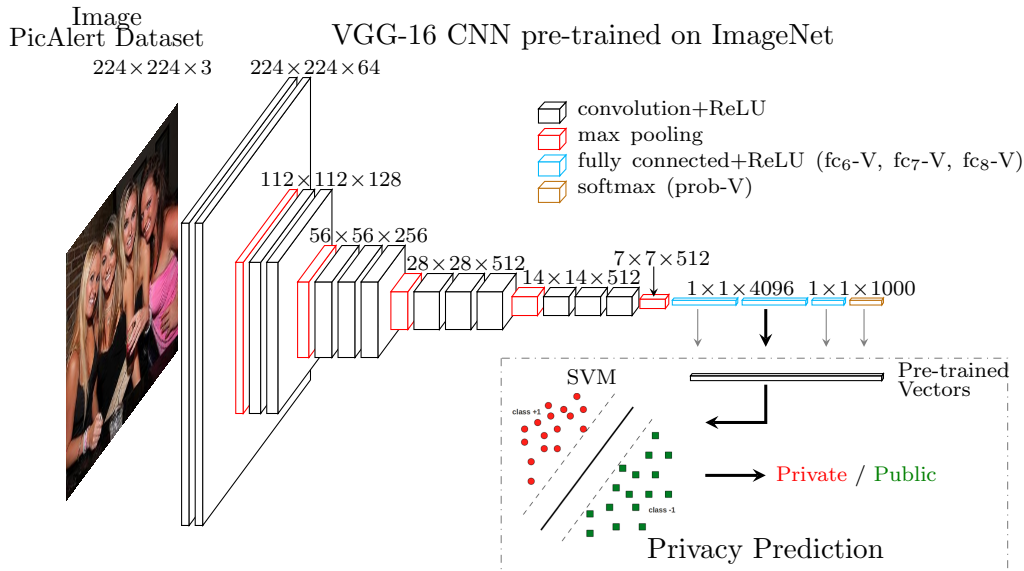 Image
PicAlert Dataset
VGG-16 CNN pre-trained on ImageNet
224×224×3
224×224×64
convolution+ReLU
max pooling
fully connected+ReLU (fc₆-V, fc₇-V, fc₈-V)
softmax (prob-V)
112×112×128
56×56×256
28×28×512
14×14×512
7×7×512
1×1×4096
1×1×1000
Pre-trained
Vectors
SVM
class +1
class -1
Private / Public
Privacy Prediction